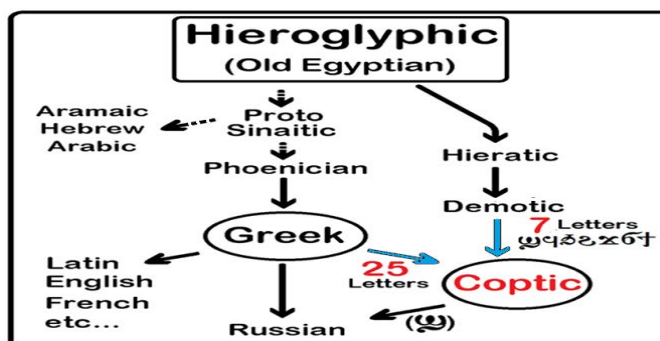 Hieroglyphic
(Old Egyptian)
Aramaic
Hebrew
Arabic
Proto
Sinaitic
Phoenician
Hieratic
Demotic
7 Letters
ϣϥϧϩϫϭϯ
Greek
25
Letters
Coptic
Latin
English
French
etc...
Russian
(ϣ)